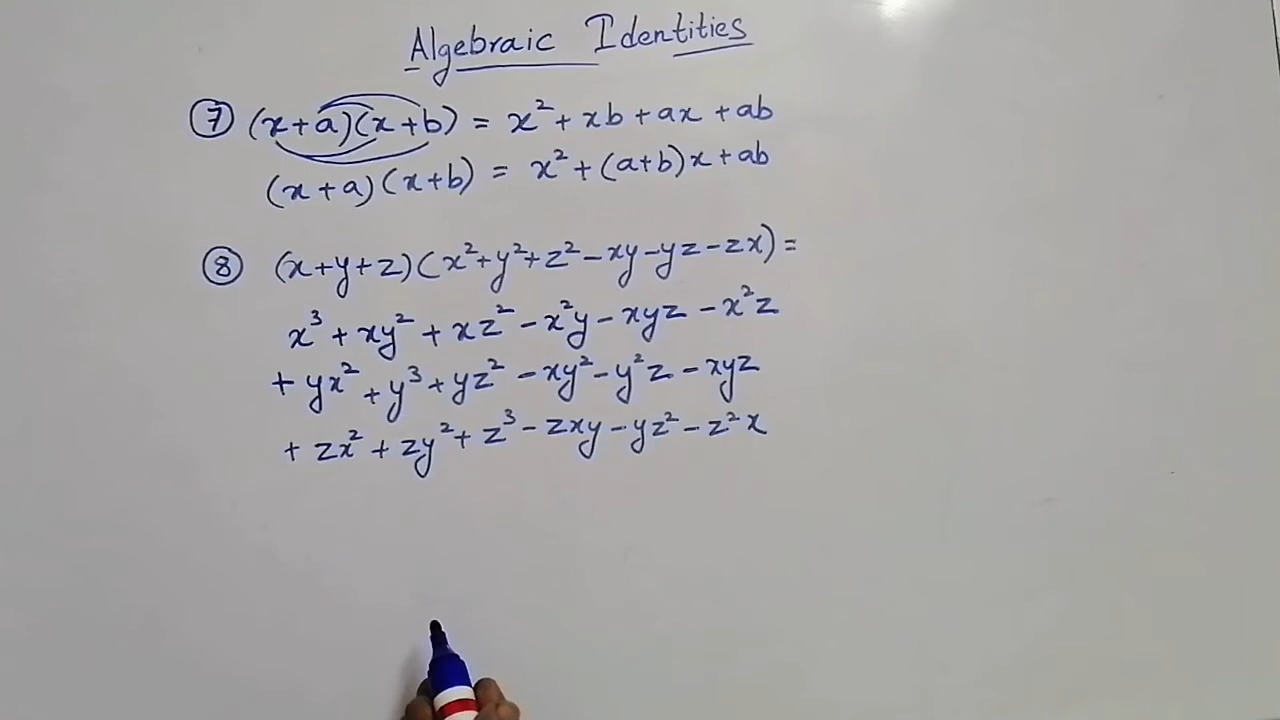 Algebraic Identities
⑦ (x+a)(x+b) = x² + xb + ax + ab
(x+a)(x+b) = x² + (a+b)x + ab
⑧ (x+y+z)(x²+y²+z²-xy-yz-zx) =
x³ + xy² + xz² - x²y - xyz - x²z
+ yx² + y³ + yz² - xy² - y²z - xyz
+ zx² + zy² + z³ - zxy - yz² - z²x